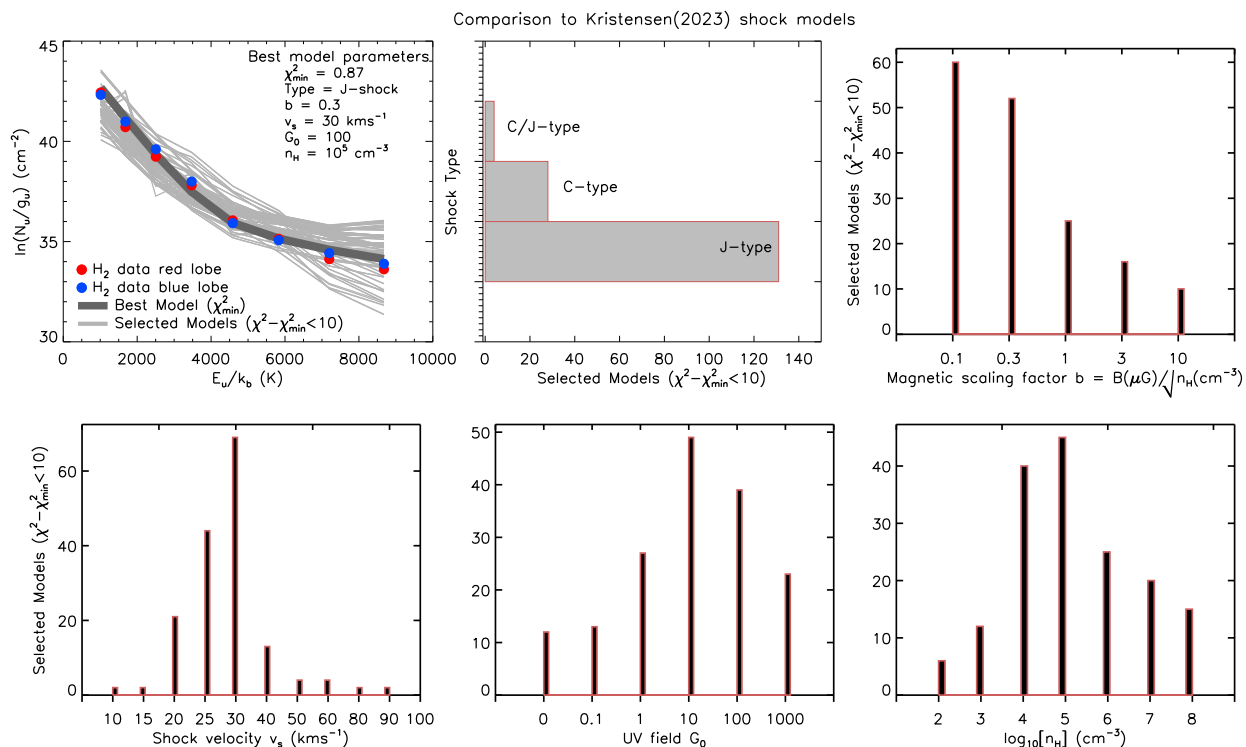 Comparison to Kristensen(2023) shock models
45
40
35
30
ln(N_u/g_u) (cm⁻²)
Best model parameters
χ²_min = 0.87
Type = J-shock
b = 0.3
v_s = 30 kms⁻¹
G₀ = 100
n_H = 10⁵ cm⁻³
H₂ data red lobe
H₂ data blue lobe
Best Model (χ²_min)
Selected Models (χ²-χ²_min<10)
0 2000 4000 6000 8000 10000
E_u/k_b (K)
Shock Type
C/J-type
C-type
J-type
0 20 40 60 80 100 120 140
Selected Models (χ²-χ²_min<10)
Selected Models (χ²-χ²_min<10)
60
50
40
30
20
10
0
0.1 0.3 1 3 10
Magnetic scaling factor b = B(μG)/√n_H(cm⁻³)
Selected Models (χ²-χ²_min<10)
60
40
20
0
10 15 20 25 30 40 50 60 80 90 100
Shock velocity v_s (kms⁻¹)
50
40
30
20
10
0
0 0.1 1 10 100 1000
UV field G₀
40
30
20
10
0
2 3 4 5 6 7 8
log₁₀[n_H] (cm⁻³)